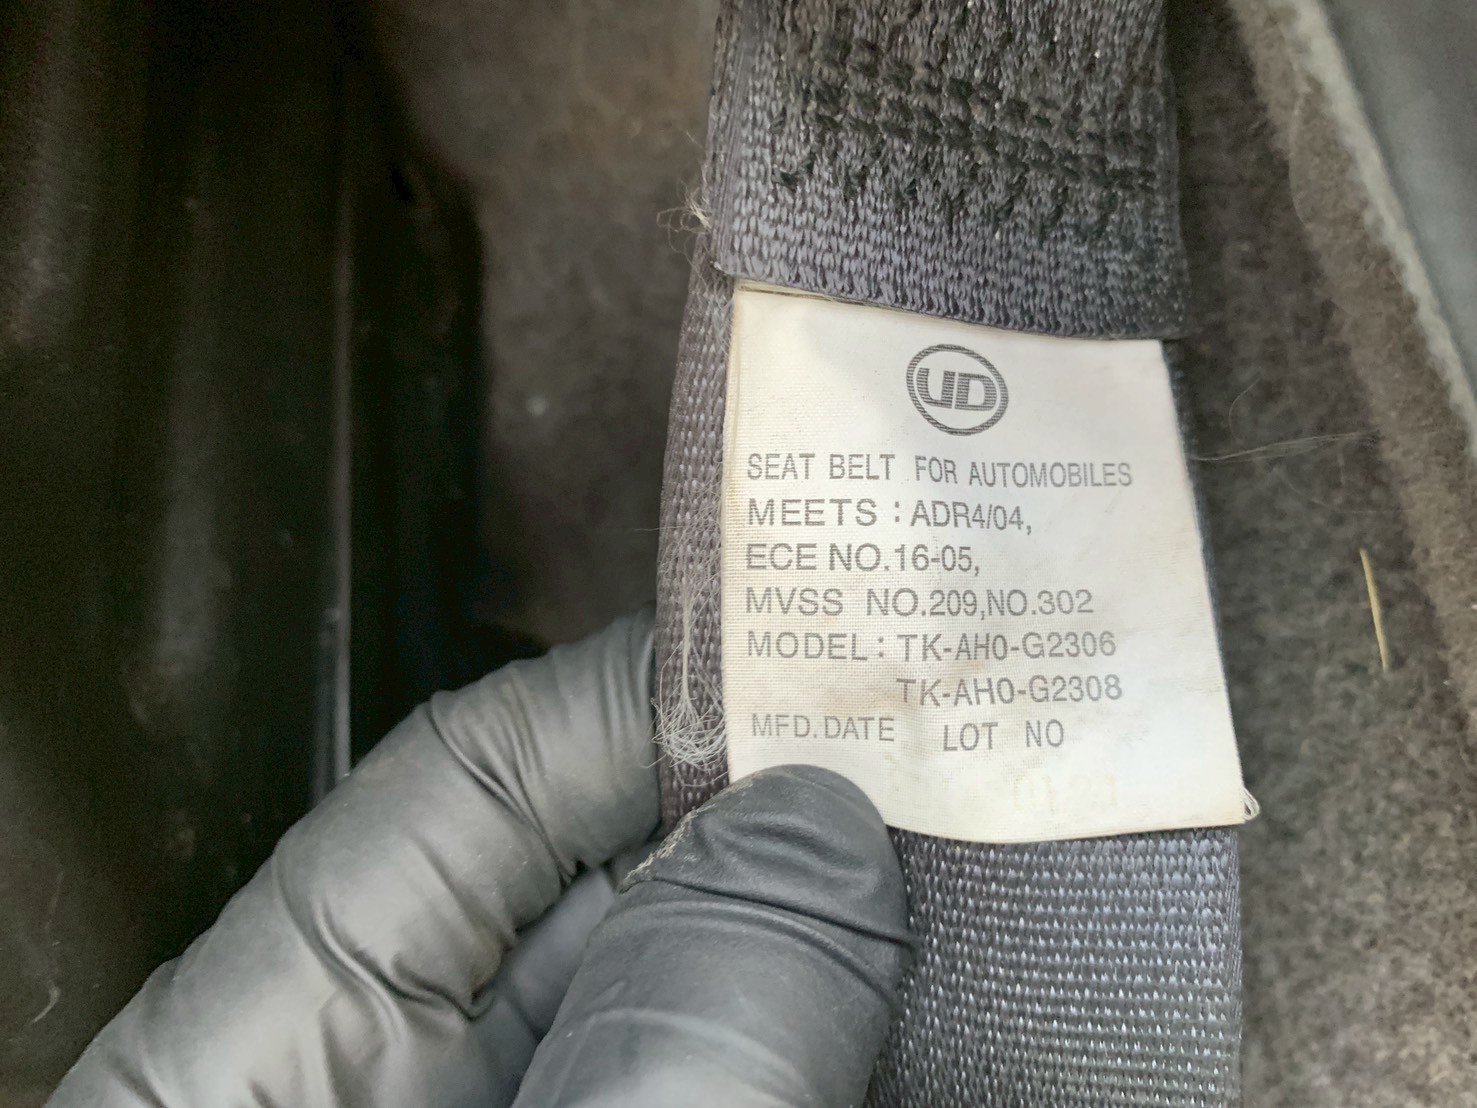 UD
SEAT BELT FOR AUTOMOBILES
MEETS : ADR4/04,
ECE NO.16-05,
MVSS NO.209,NO.302
MODEL : TK-AH0-G2306
TK-AH0-G2308
MFD. DATE LOT NO